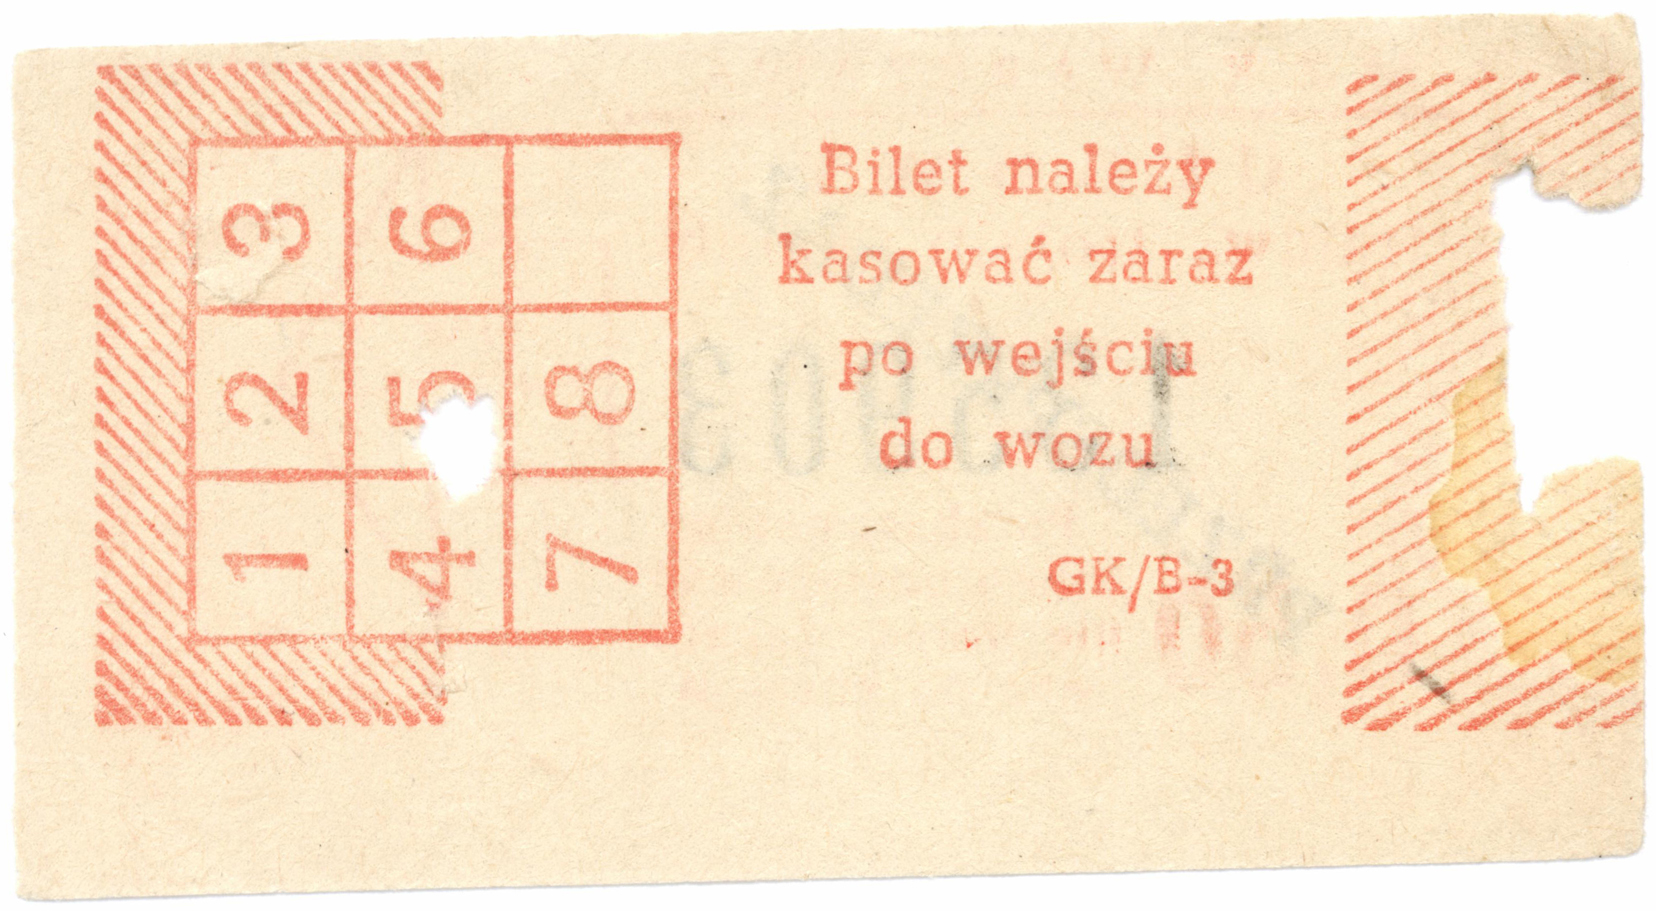 3 6
2 5 8
1 4 7
Bilet należy
kasować zaraz
po wejściu
do wozu
GK/B-3